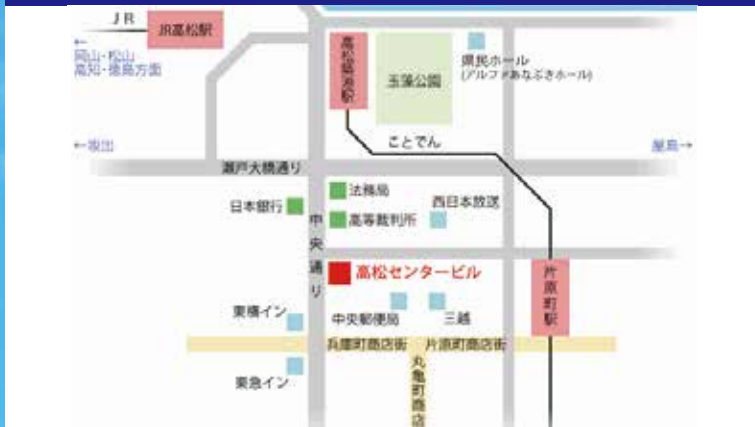 JR
JR高松駅
←
岡山・松山
高知・徳島方面
高松築港駅
玉藻公園
県民ホール
(アルファあなぶきホール)
←坂出
ことでん
屋島→
瀬戸大橋通り
法務局
日本銀行
西日本放送
高等裁判所
中央通り
高松センタービル
片原町駅
東横イン
中央郵便局
三越
兵庫町商店街
片原町商店街
東急イン
丸亀町商店